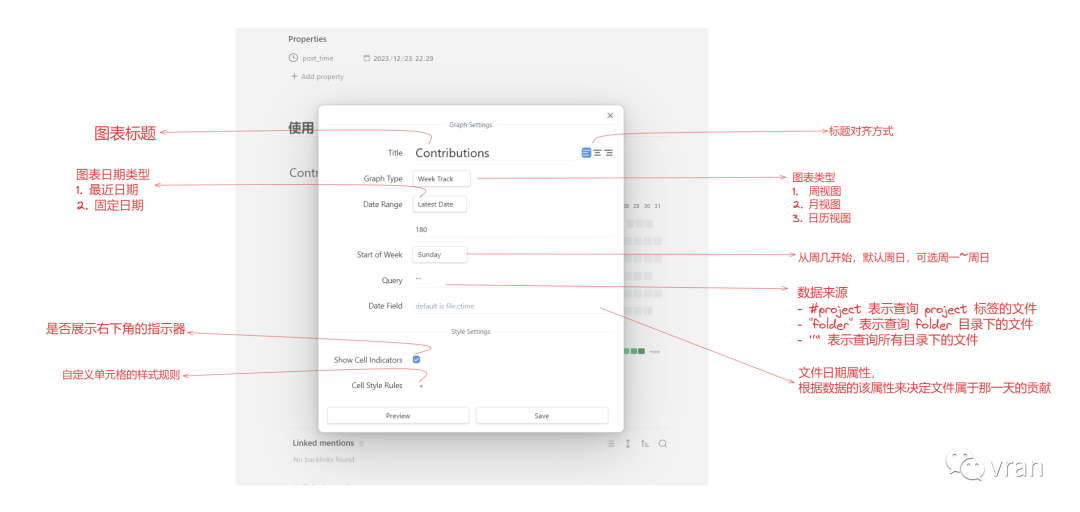 Properties
post_time 2023/12/23 22:29
+ Add property
使用
Contr
28 29 30 31
Graph Settings
Title Contributions
Graph Type Week Track
Date Range Latest Date
180
Start of Week Sunday
Query ""
Date Field default is file.ctime
Style Settings
Show Cell Indicators
Cell Style Rules +
Preview Save
more
Linked mentions 0
No backlinks found.
图表标题
图表日期类型
1. 最近日期
2. 固定日期
是否展示右下角的指示器
自定义单元格的样式规则
标题对齐方式
图表类型
1. 周视图
2. 月视图
3. 日历视图
从周几开始，默认周日，可选周一~周日
数据来源
- #project 表示查询 project 标签的文件
- "folder" 表示查询 folder 目录下的文件
- "" 表示查询所有目录下的文件
文件日期属性，
根据数据的该属性来决定文件属于那一天的贡献
vran